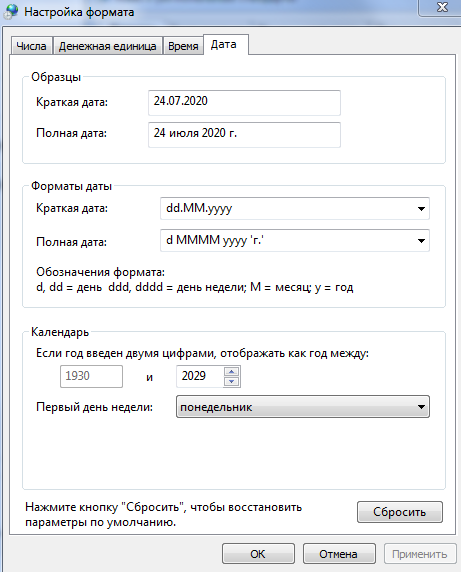 Настройка формата
Числа Денежная единица Время Дата
Образцы
Краткая дата: 24.07.2020
Полная дата: 24 июля 2020 г.
Форматы даты
Краткая дата: dd.MM.yyyy
Полная дата: d MMMM yyyy 'г.'
Обозначения формата:
d, dd = день ddd, dddd = день недели; M = месяц; y = год
Календарь
Если год введен двумя цифрами, отображать как год между:
1930 и 2029
Первый день недели: понедельник
Нажмите кнопку "Сбросить", чтобы восстановить
параметры по умолчанию.
Сбросить
OK Отмена Применить